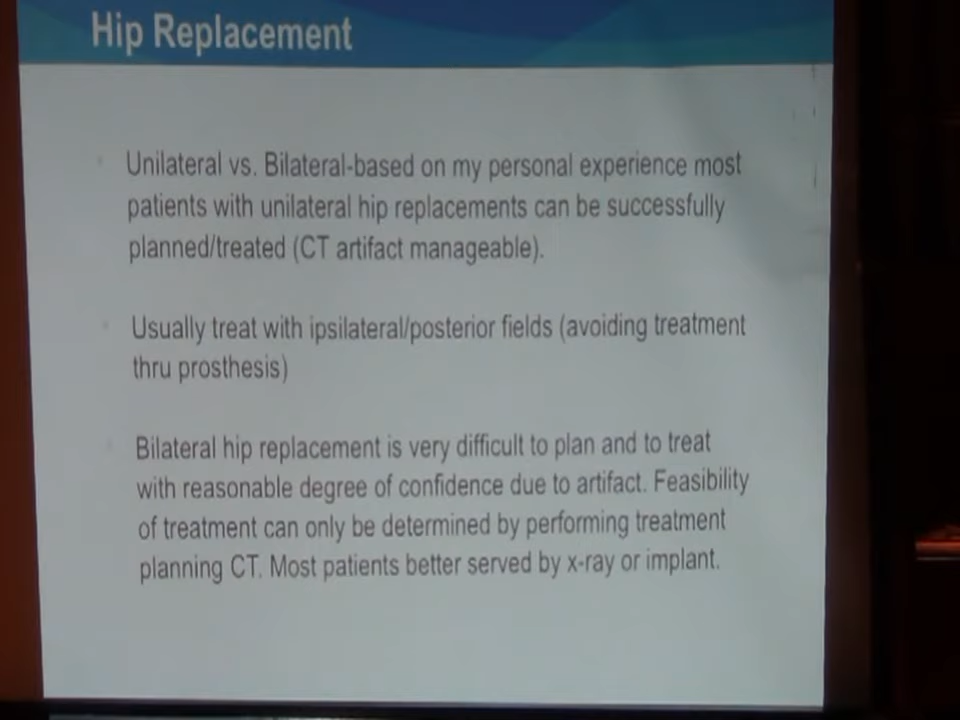 Hip Replacement
Unilateral vs. Bilateral-based on my personal experience most
patients with unilateral hip replacements can be successfully
planned/treated (CT artifact manageable).
Usually treat with ipsilateral/posterior fields (avoiding treatment
thru prosthesis)
Bilateral hip replacement is very difficult to plan and to treat
with reasonable degree of confidence due to artifact. Feasibility
of treatment can only be determined by performing treatment
planning CT. Most patients better served by x-ray or implant.